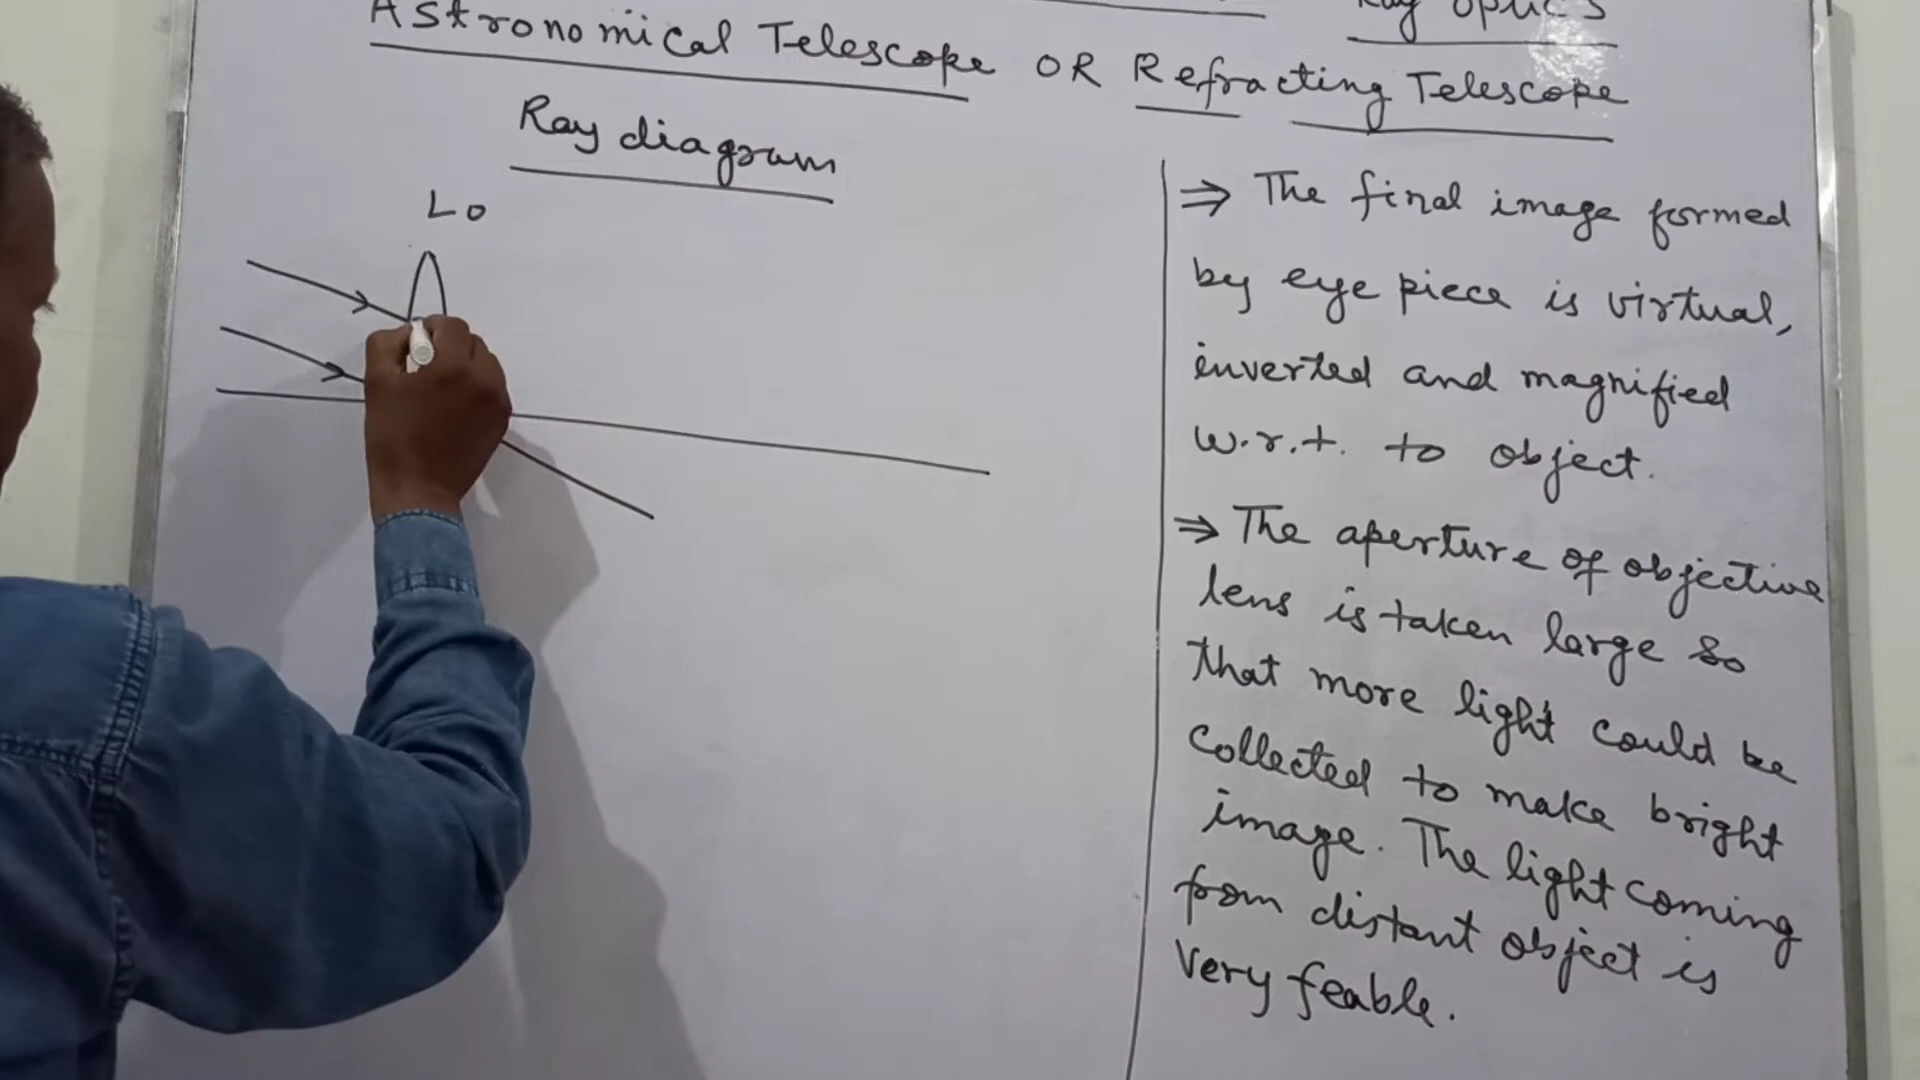 Ray Optics
Astronomical Telescope OR Refracting Telescope
Ray diagram
Lo
⇒ The final image formed
by eye piece is virtual,
inverted and magnified
w.r.t. to object.
⇒ The aperture of objective
lens is taken large so
that more light could be
collected to make bright
image. The light coming
from distant object is
very feable.